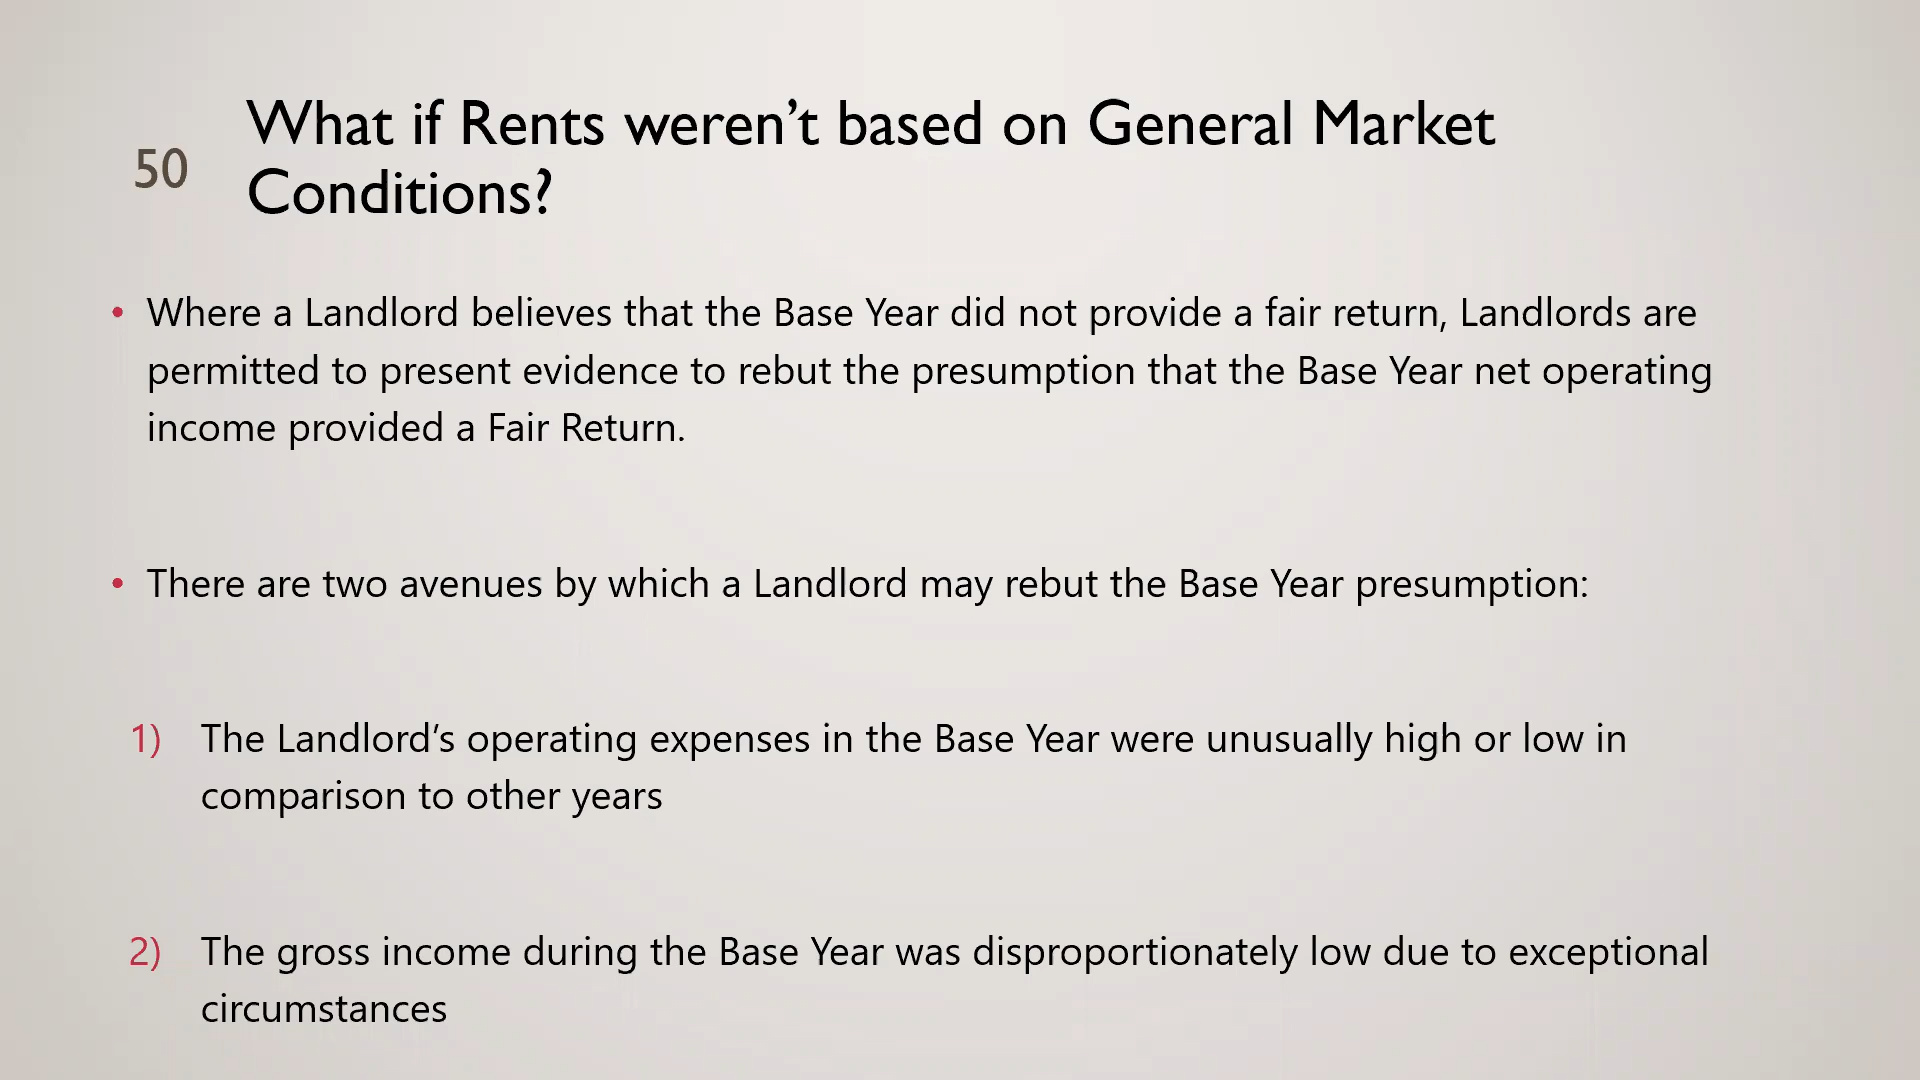 50
What if Rents weren’t based on General Market
Conditions?
• Where a Landlord believes that the Base Year did not provide a fair return, Landlords are
permitted to present evidence to rebut the presumption that the Base Year net operating
income provided a Fair Return.
• There are two avenues by which a Landlord may rebut the Base Year presumption:
1) The Landlord’s operating expenses in the Base Year were unusually high or low in
comparison to other years
2) The gross income during the Base Year was disproportionately low due to exceptional
circumstances